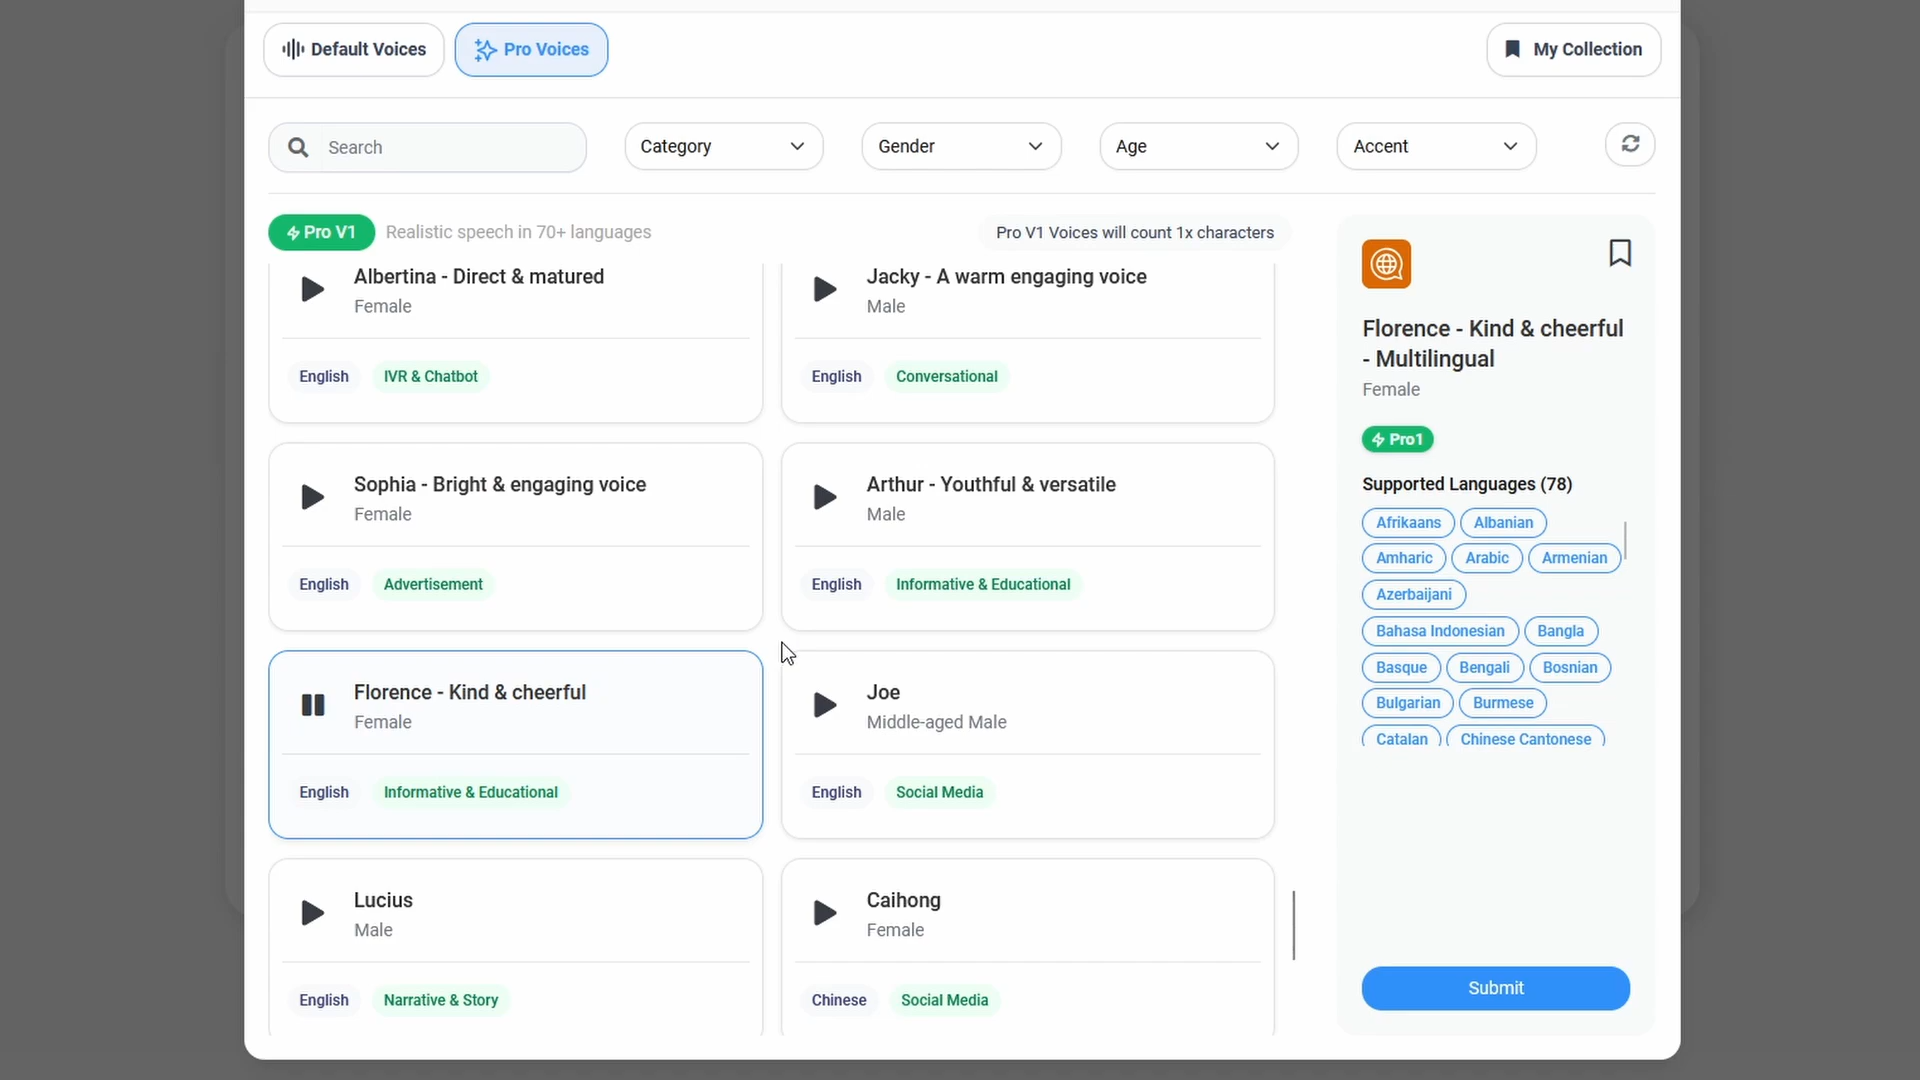 Default Voices
Pro Voices
My Collection
Search
Category
Gender
Age
Accent
Pro V1
Realistic speech in 70+ languages
Pro V1 Voices will count 1x characters
Albertina - Direct & matured
Female
English
IVR & Chatbot
Jacky - A warm engaging voice
Male
English
Conversational
Sophia - Bright & engaging voice
Female
English
Advertisement
Arthur - Youthful & versatile
Male
English
Informative & Educational
Florence - Kind & cheerful
Female
English
Informative & Educational
Joe
Middle-aged Male
English
Social Media
Lucius
Male
English
Narrative & Story
Caihong
Female
Chinese
Social Media
Florence - Kind & cheerful
- Multilingual
Female
Pro1
Supported Languages (78)
Afrikaans Albanian
Amharic Arabic Armenian
Azerbaijani
Bahasa Indonesian Bangla
Basque Bengali Bosnian
Bulgarian Burmese
Catalan Chinese Cantonese
Submit